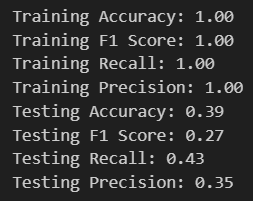 Training Accuracy: 1.00
Training F1 Score: 1.00
Training Recall: 1.00
Training Precision: 1.00
Testing Accuracy: 0.39
Testing F1 Score: 0.27
Testing Recall: 0.43
Testing Precision: 0.35